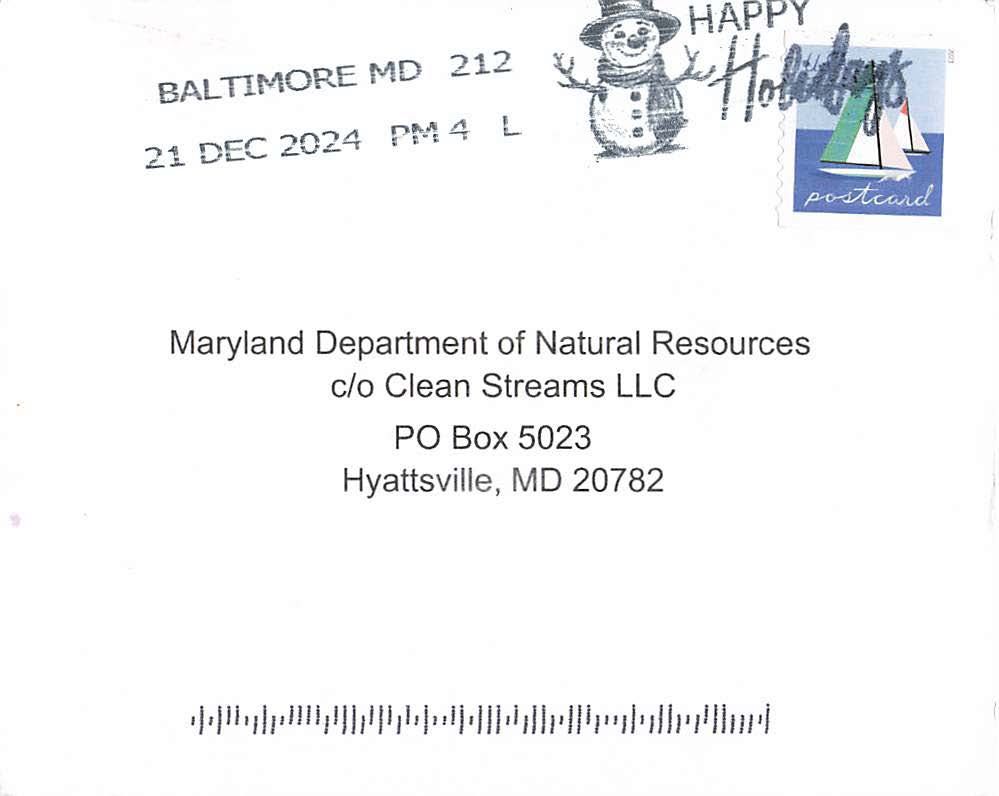 BALTIMORE MD 212
21 DEC 2024 PM 4 L
HAPPY
Holidays
postcard
Maryland Department of Natural Resources
c/o Clean Streams LLC
PO Box 5023
Hyattsville, MD 20782